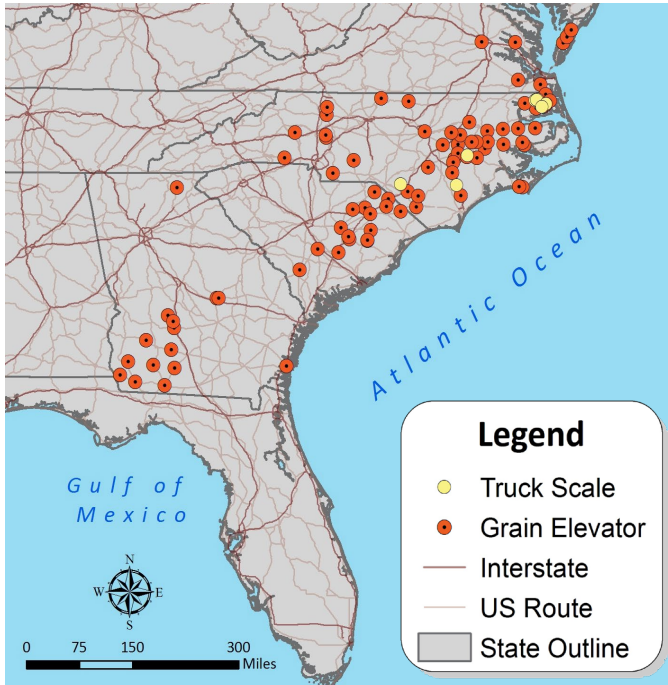 Atlantic Ocean
Gulf of
Mexico
N
W E
S
0 75 150 300
Miles
Legend
Truck Scale
Grain Elevator
Interstate
US Route
State Outline